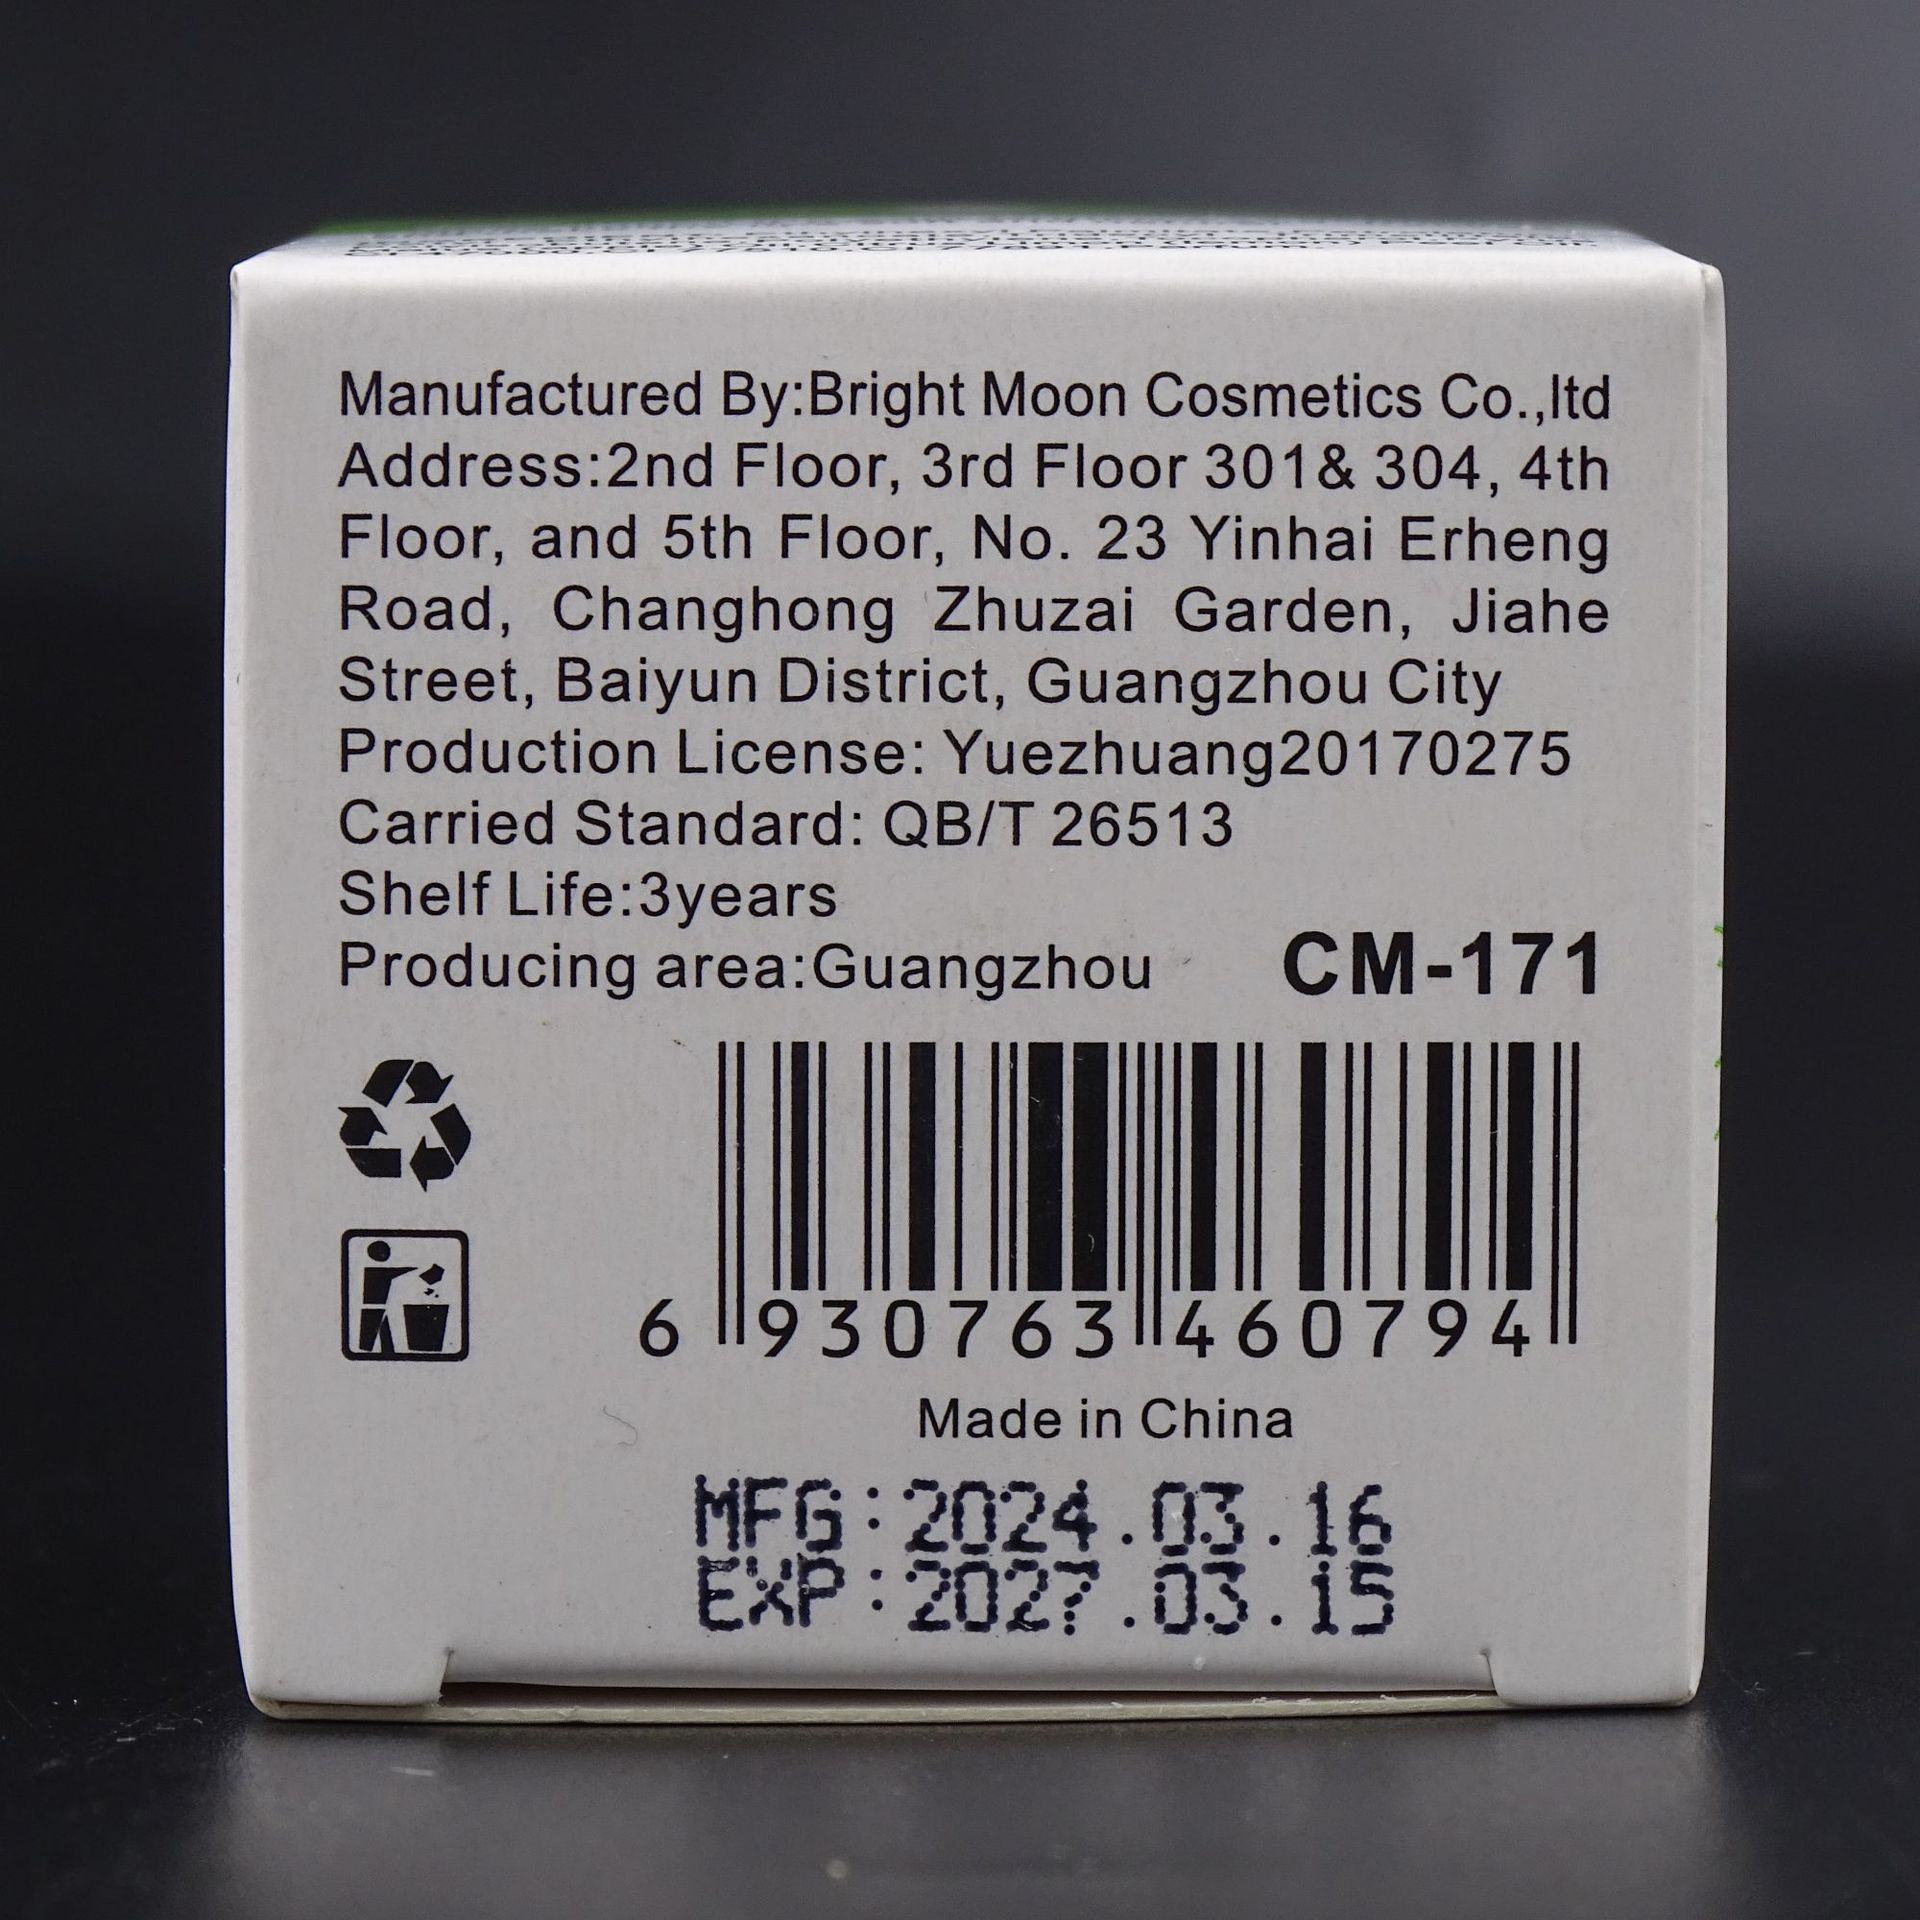 Manufactured By:Bright Moon Cosmetics Co.,ltd
Address:2nd Floor, 3rd Floor 301& 304, 4th
Floor, and 5th Floor, No. 23 Yinhai Erheng
Road, Changhong Zhuzai Garden, Jiahe
Street, Baiyun District, Guangzhou City
Production License: Yuezhuang20170275
Carried Standard: QB/T 26513
Shelf Life:3years
Producing area:Guangzhou CM-171
6 930763 460794
Made in China
MFG:2024.03.16
EXP:2027.03.15